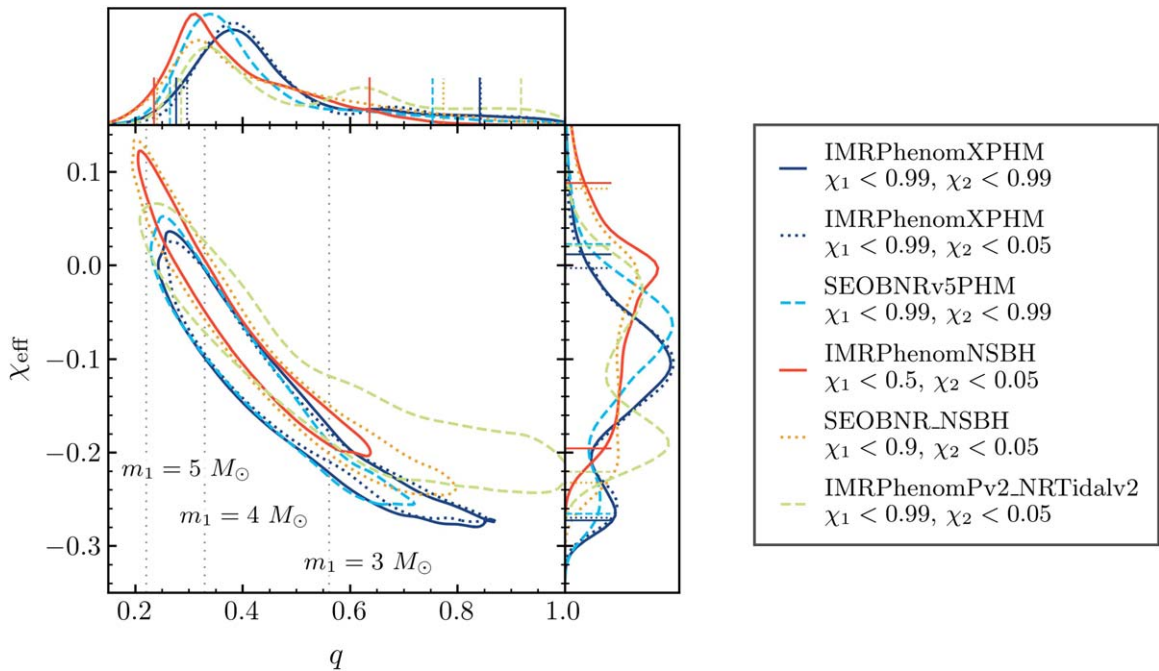 0.1
0.0
−0.1
−0.2
−0.3
χeff
m1 = 5 M⊙
m1 = 4 M⊙
m1 = 3 M⊙
0.2 0.4 0.6 0.8 1.0
q
IMRPhenomXPHM
χ1 < 0.99, χ2 < 0.99
IMRPhenomXPHM
χ1 < 0.99, χ2 < 0.05
SEOBNRv5PHM
χ1 < 0.99, χ2 < 0.99
IMRPhenomNSBH
χ1 < 0.5, χ2 < 0.05
SEOBNR_NSBH
χ1 < 0.9, χ2 < 0.05
IMRPhenomPv2_NRTidalv2
χ1 < 0.99, χ2 < 0.05